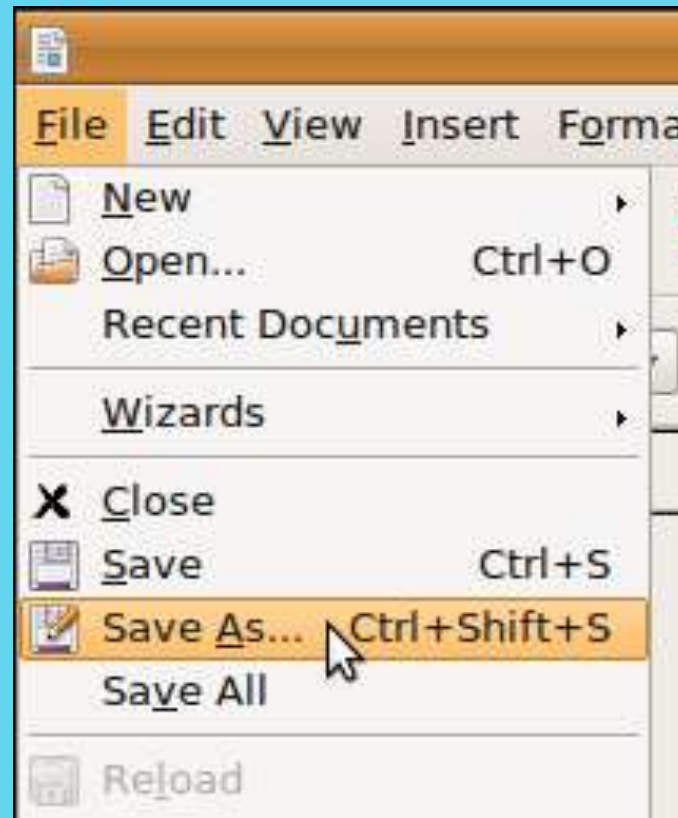 File Edit View Insert Forma
New
Open... Ctrl+O
Recent Documents
Wizards
Close
Save Ctrl+S
Save As... Ctrl+Shift+S
Save All
Reload